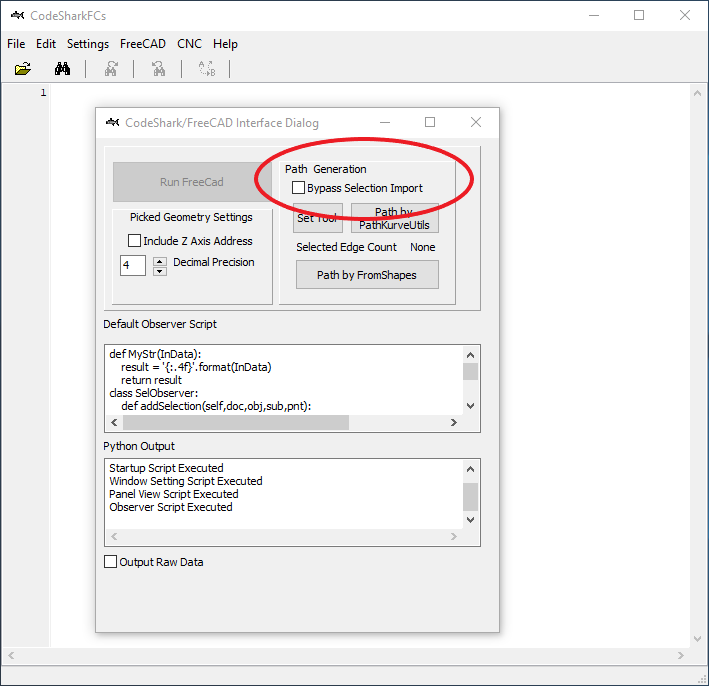 CodeSharkFCs
File Edit Settings FreeCAD CNC Help
A B
1
CodeShark/FreeCAD Interface Dialog
Run FreeCad
Path Generation
Bypass Selection Import
Set Tool
Path by
PathKurveUtils
Selected Edge Count None
Path by FromShapes
Picked Geometry Settings
Include Z Axis Address
4 Decimal Precision
Default Observer Script
def MyStr(InData):
result = '{:.4f}'.format(InData)
return result
class SelObserver:
def addSelection(self,doc,obj,sub,pnt):
Python Output
Startup Script Executed
Window Setting Script Executed
Panel View Script Executed
Observer Script Executed
Output Raw Data